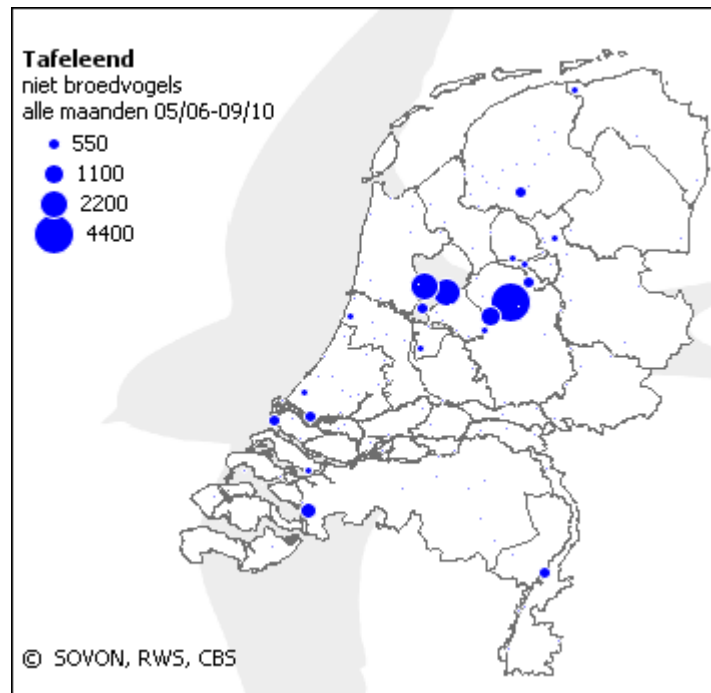 Tafeleend
niet broedvogels
alle maanden 05/06-09/10
550
1100
2200
4400
© SOVON, RWS, CBS